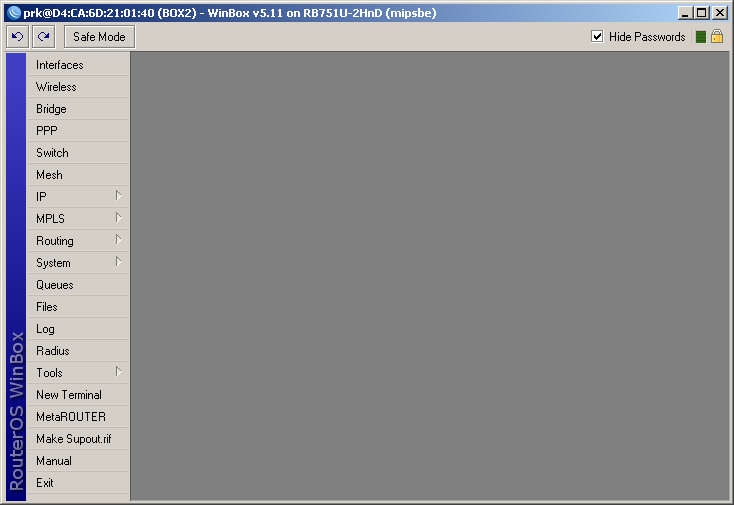 prk@D4:CA:6D:21:01:40 (BOX2) - WinBox v5.11 on RB751U-2HnD (mipsbe)
Safe Mode
Hide Passwords
Interfaces
Wireless
Bridge
PPP
Switch
Mesh
IP
MPLS
Routing
System
Queues
Files
Log
Radius
Tools
New Terminal
MetaROUTER
Make Supout.rif
Manual
Exit
RouterOS WinBox